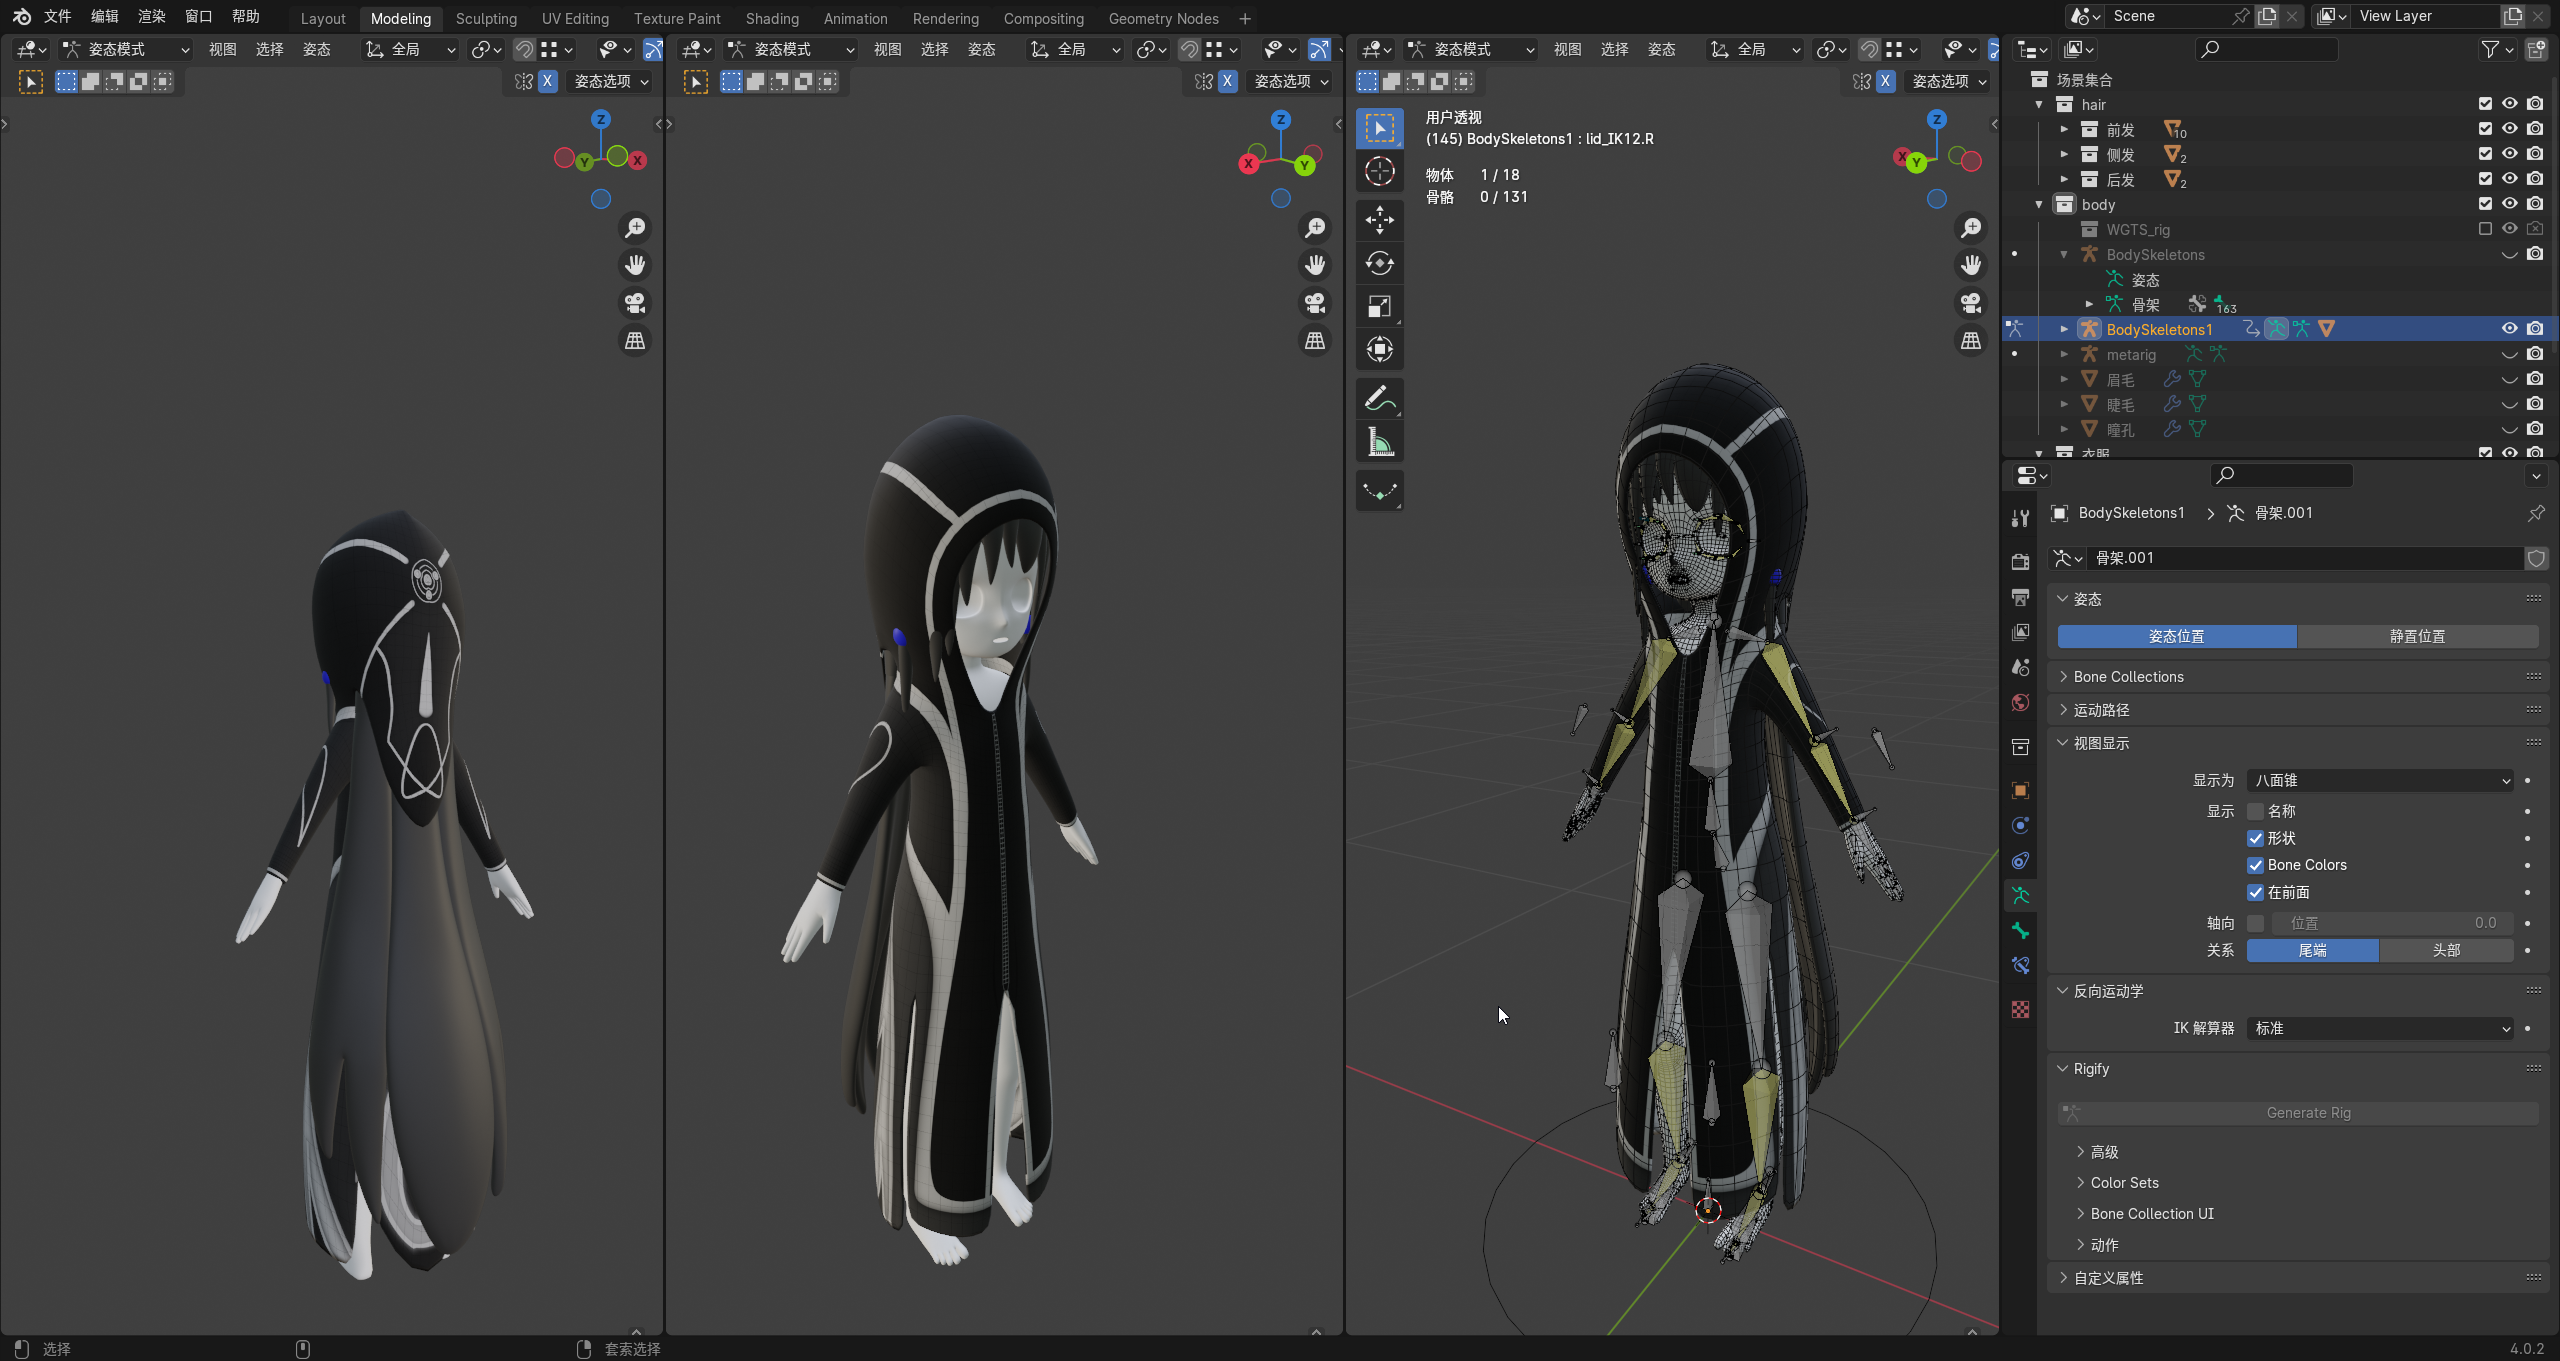 文件 编辑 渲染 窗口 帮助 Layout Modeling Sculpting UV Editing Texture Paint Shading Animation Rendering Compositing Geometry Nodes + Scene View Layer
姿态模式 视图 选择 姿态 全局
X 姿态选项
Z
Y X
姿态模式 视图 选择 姿态 全局
X 姿态选项
Z
X Y
姿态模式 视图 选择 姿态 全局
X 姿态选项
用户透视
(145) BodySkeletons1 : lid_IK12.R
物体 1 / 18
骨骼 0 / 131
Z
X Y
场景集合
hair
前发 10
侧发 2
后发 2
body
WGTS_rig
BodySkeletons
姿态
骨架 163
BodySkeletons1
metarig
眉毛
睫毛
瞳孔
衣服
BodySkeletons1 > 骨架.001
骨架.001
姿态
姿态位置 静置位置
Bone Collections
运动路径
视图显示
显示为 八面锥
显示 名称
形状
Bone Colors
在前面
轴向 位置 0.0
关系 尾端 头部
反向运动学
IK 解算器 标准
Rigify
Generate Rig
高级
Color Sets
Bone Collection UI
动作
自定义属性
选择 套索选择 4.0.2